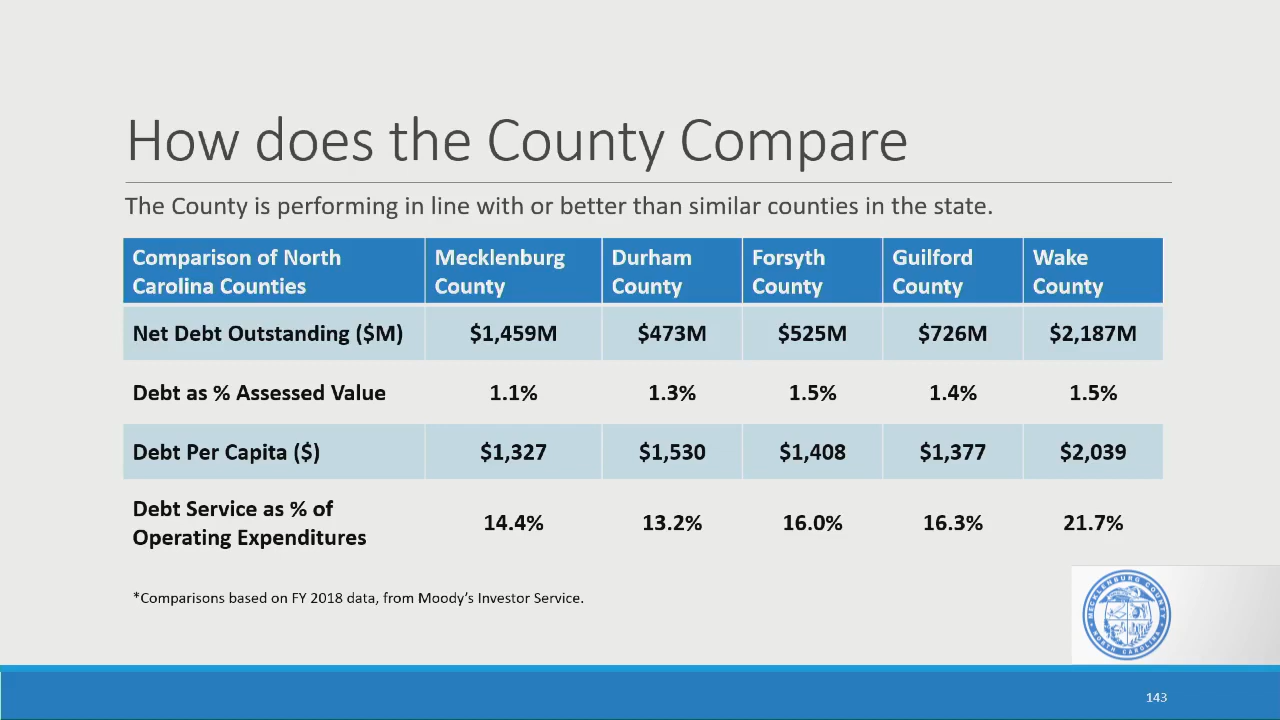 How does the County Compare
The County is performing in line with or better than similar counties in the state.
Comparison of North Carolina Counties
Mecklenburg County
Durham County
Forsyth County
Guilford County
Wake County
Net Debt Outstanding ($M) $1,459M $473M $525M $726M $2,187M
Debt as % Assessed Value 1.1% 1.3% 1.5% 1.4% 1.5%
Debt Per Capita ($) $1,327 $1,530 $1,408 $1,377 $2,039
Debt Service as % of
Operating Expenditures
14.4% 13.2% 16.0% 16.3% 21.7%
*Comparisons based on FY 2018 data, from Moody's Investor Service.
MECKLENBURG COUNTY
NORTH CAROLINA
143